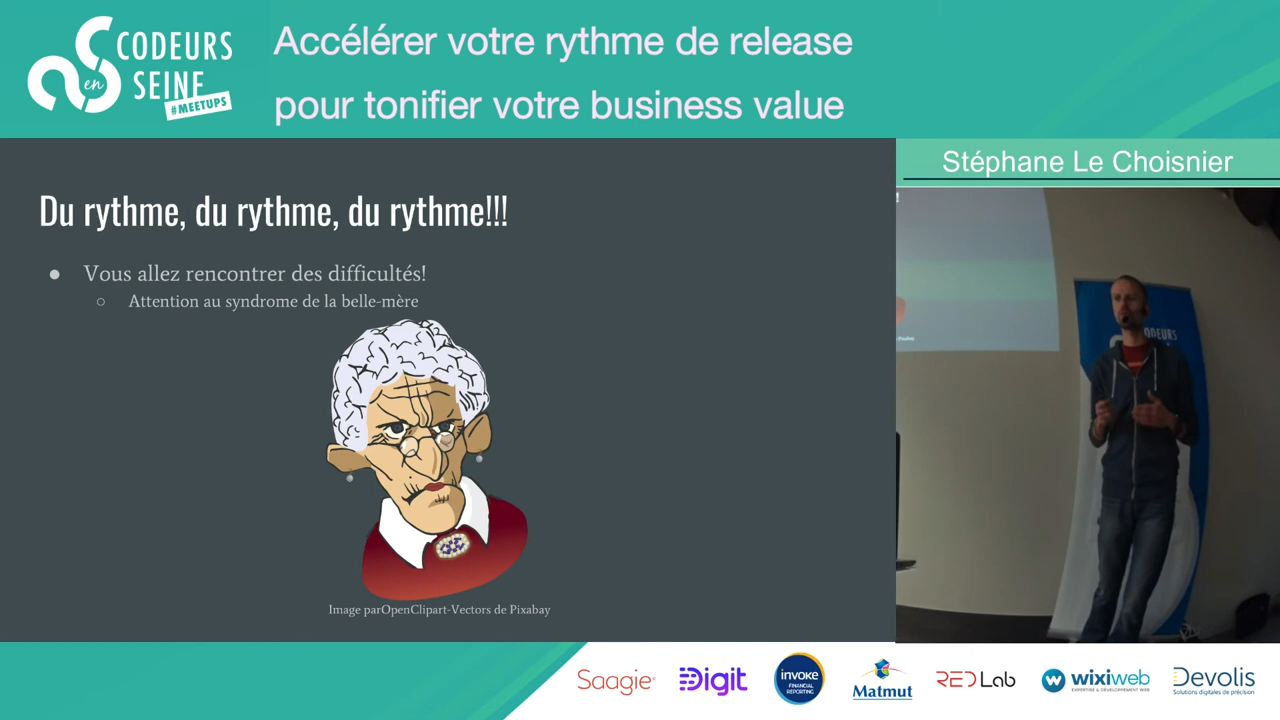 CODEURS
en
SEINE
#MEETUPS
Accélérer votre rythme de release
pour tonifier votre business value
Stéphane Le Choisnier
Du rythme, du rythme, du rythme!!!
● Vous allez rencontrer des difficultés!
○ Attention au syndrome de la belle-mère
Image parOpenClipart-Vectors de Pixabay
CODEURS
Saagie
Digit
invoke
FINANCIAL
REPORTING
Matmut
RED Lab
wixiweb
EXPERTISE & DÉVELOPPEMENT WEB
Devolis
Solutions digitales de précision